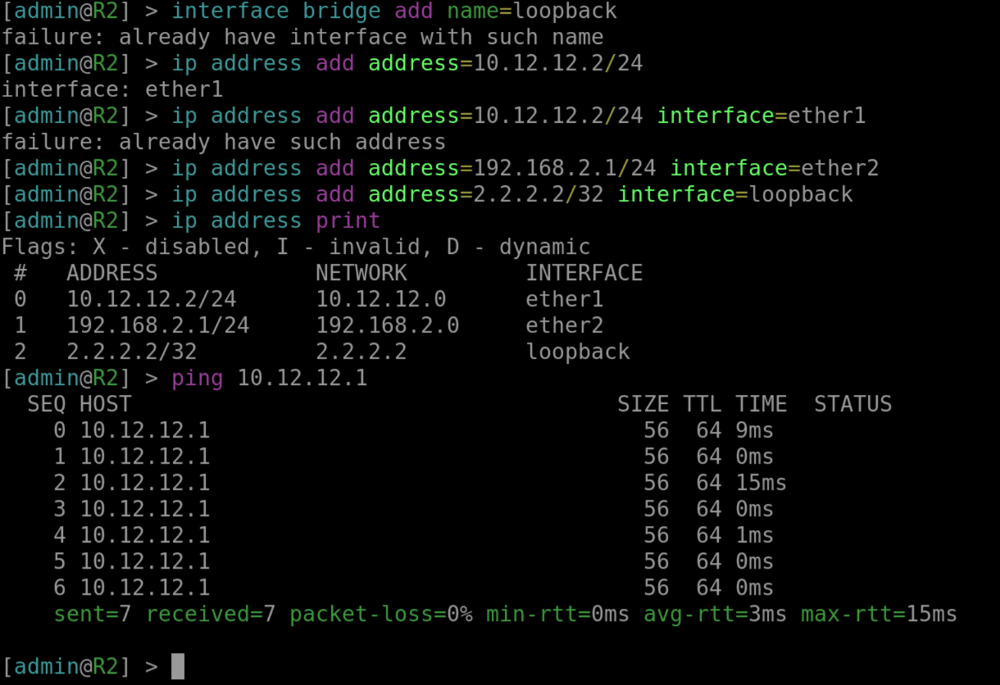 [admin@R2] > interface bridge add name=loopback
failure: already have interface with such name
[admin@R2] > ip address add address=10.12.12.2/24
interface: ether1
[admin@R2] > ip address add address=10.12.12.2/24 interface=ether1
failure: already have such address
[admin@R2] > ip address add address=192.168.2.1/24 interface=ether2
[admin@R2] > ip address add address=2.2.2.2/32 interface=loopback
[admin@R2] > ip address print
Flags: X - disabled, I - invalid, D - dynamic
 #   ADDRESS            NETWORK         INTERFACE
 0   10.12.12.2/24      10.12.12.0      ether1
 1   192.168.2.1/24     192.168.2.0     ether2
 2   2.2.2.2/32         2.2.2.2         loopback
[admin@R2] > ping 10.12.12.1
  SEQ HOST                                     SIZE TTL TIME  STATUS
    0 10.12.12.1                                 56  64 9ms
    1 10.12.12.1                                 56  64 0ms
    2 10.12.12.1                                 56  64 15ms
    3 10.12.12.1                                 56  64 0ms
    4 10.12.12.1                                 56  64 1ms
    5 10.12.12.1                                 56  64 0ms
    6 10.12.12.1                                 56  64 0ms
    sent=7 received=7 packet-loss=0% min-rtt=0ms avg-rtt=3ms max-rtt=15ms
[admin@R2] >